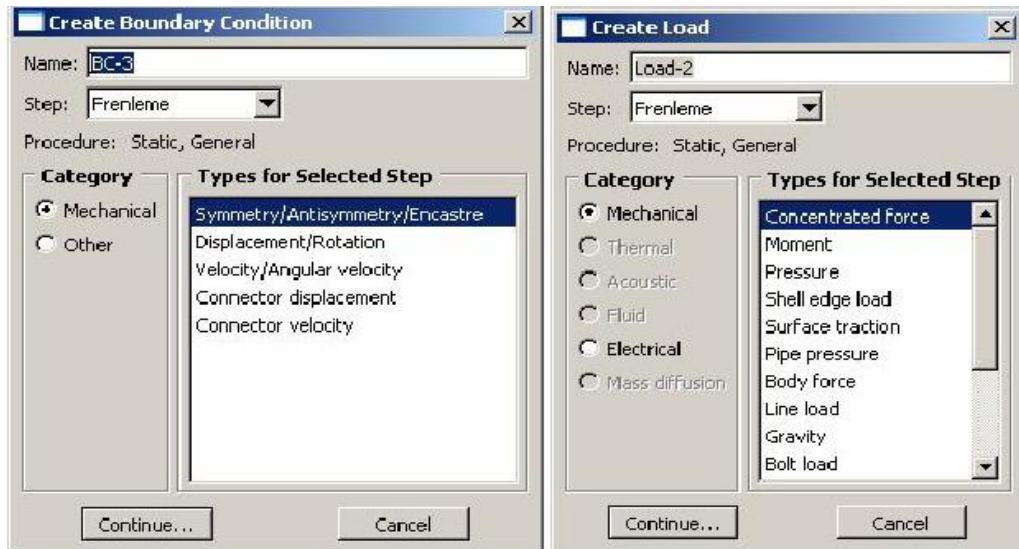 Create Boundary Condition
Name: BC-3
Step: Frenleme
Procedure: Static, General
Category
Mechanical
Other
Types for Selected Step
Symmetry/Antisymmetry/Encastre
Displacement/Rotation
Velocity/Angular velocity
Connector displacement
Connector velocity
Continue...
Cancel
Create Load
Name: Load-2
Step: Frenleme
Procedure: Static, General
Category
Mechanical
Thermal
Acoustic
Fluid
Electrical
Mass diffusion
Types for Selected Step
Concentrated force
Moment
Pressure
Shell edge load
Surface traction
Pipe pressure
Body force
Line load
Gravity
Bolt load
Continue...
Cancel